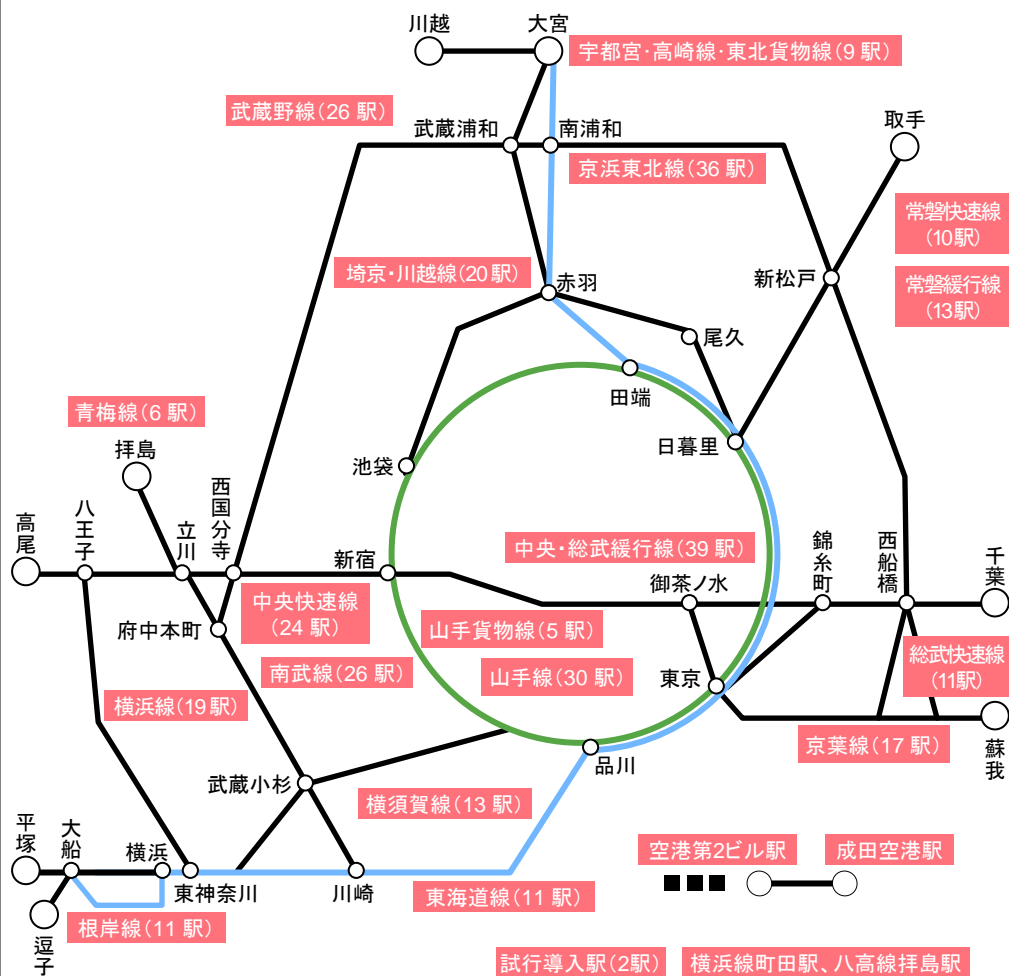 川越
大宮
宇都宮・高崎線・東北貨物線(9 駅)
武蔵野線(26 駅)
武蔵浦和
南浦和
取手
京浜東北線(36 駅)
常磐快速線
(10駅)
埼京・川越線(20 駅)
赤羽
新松戸
常磐緩行線
(13駅)
尾久
田端
青梅線(6 駅)
拝島
池袋
日暮里
高尾
八王子
立川
西国分寺
新宿
中央・総武緩行線(39 駅)
御茶ノ水
錦糸町
西船橋
千葉
中央快速線
(24 駅)
府中本町
山手貨物線(5 駅)
南武線(26 駅)
山手線(30 駅)
東京
総武快速線
(11駅)
横浜線(19 駅)
京葉線(17 駅)
蘇我
品川
武蔵小杉
横須賀線(13 駅)
平塚
大船
横浜
東神奈川
川崎
東海道線(11 駅)
空港第2ビル駅
成田空港駅
根岸線(11 駅)
逗子
試行導入駅(2駅)
横浜線町田駅、八高線拝島駅